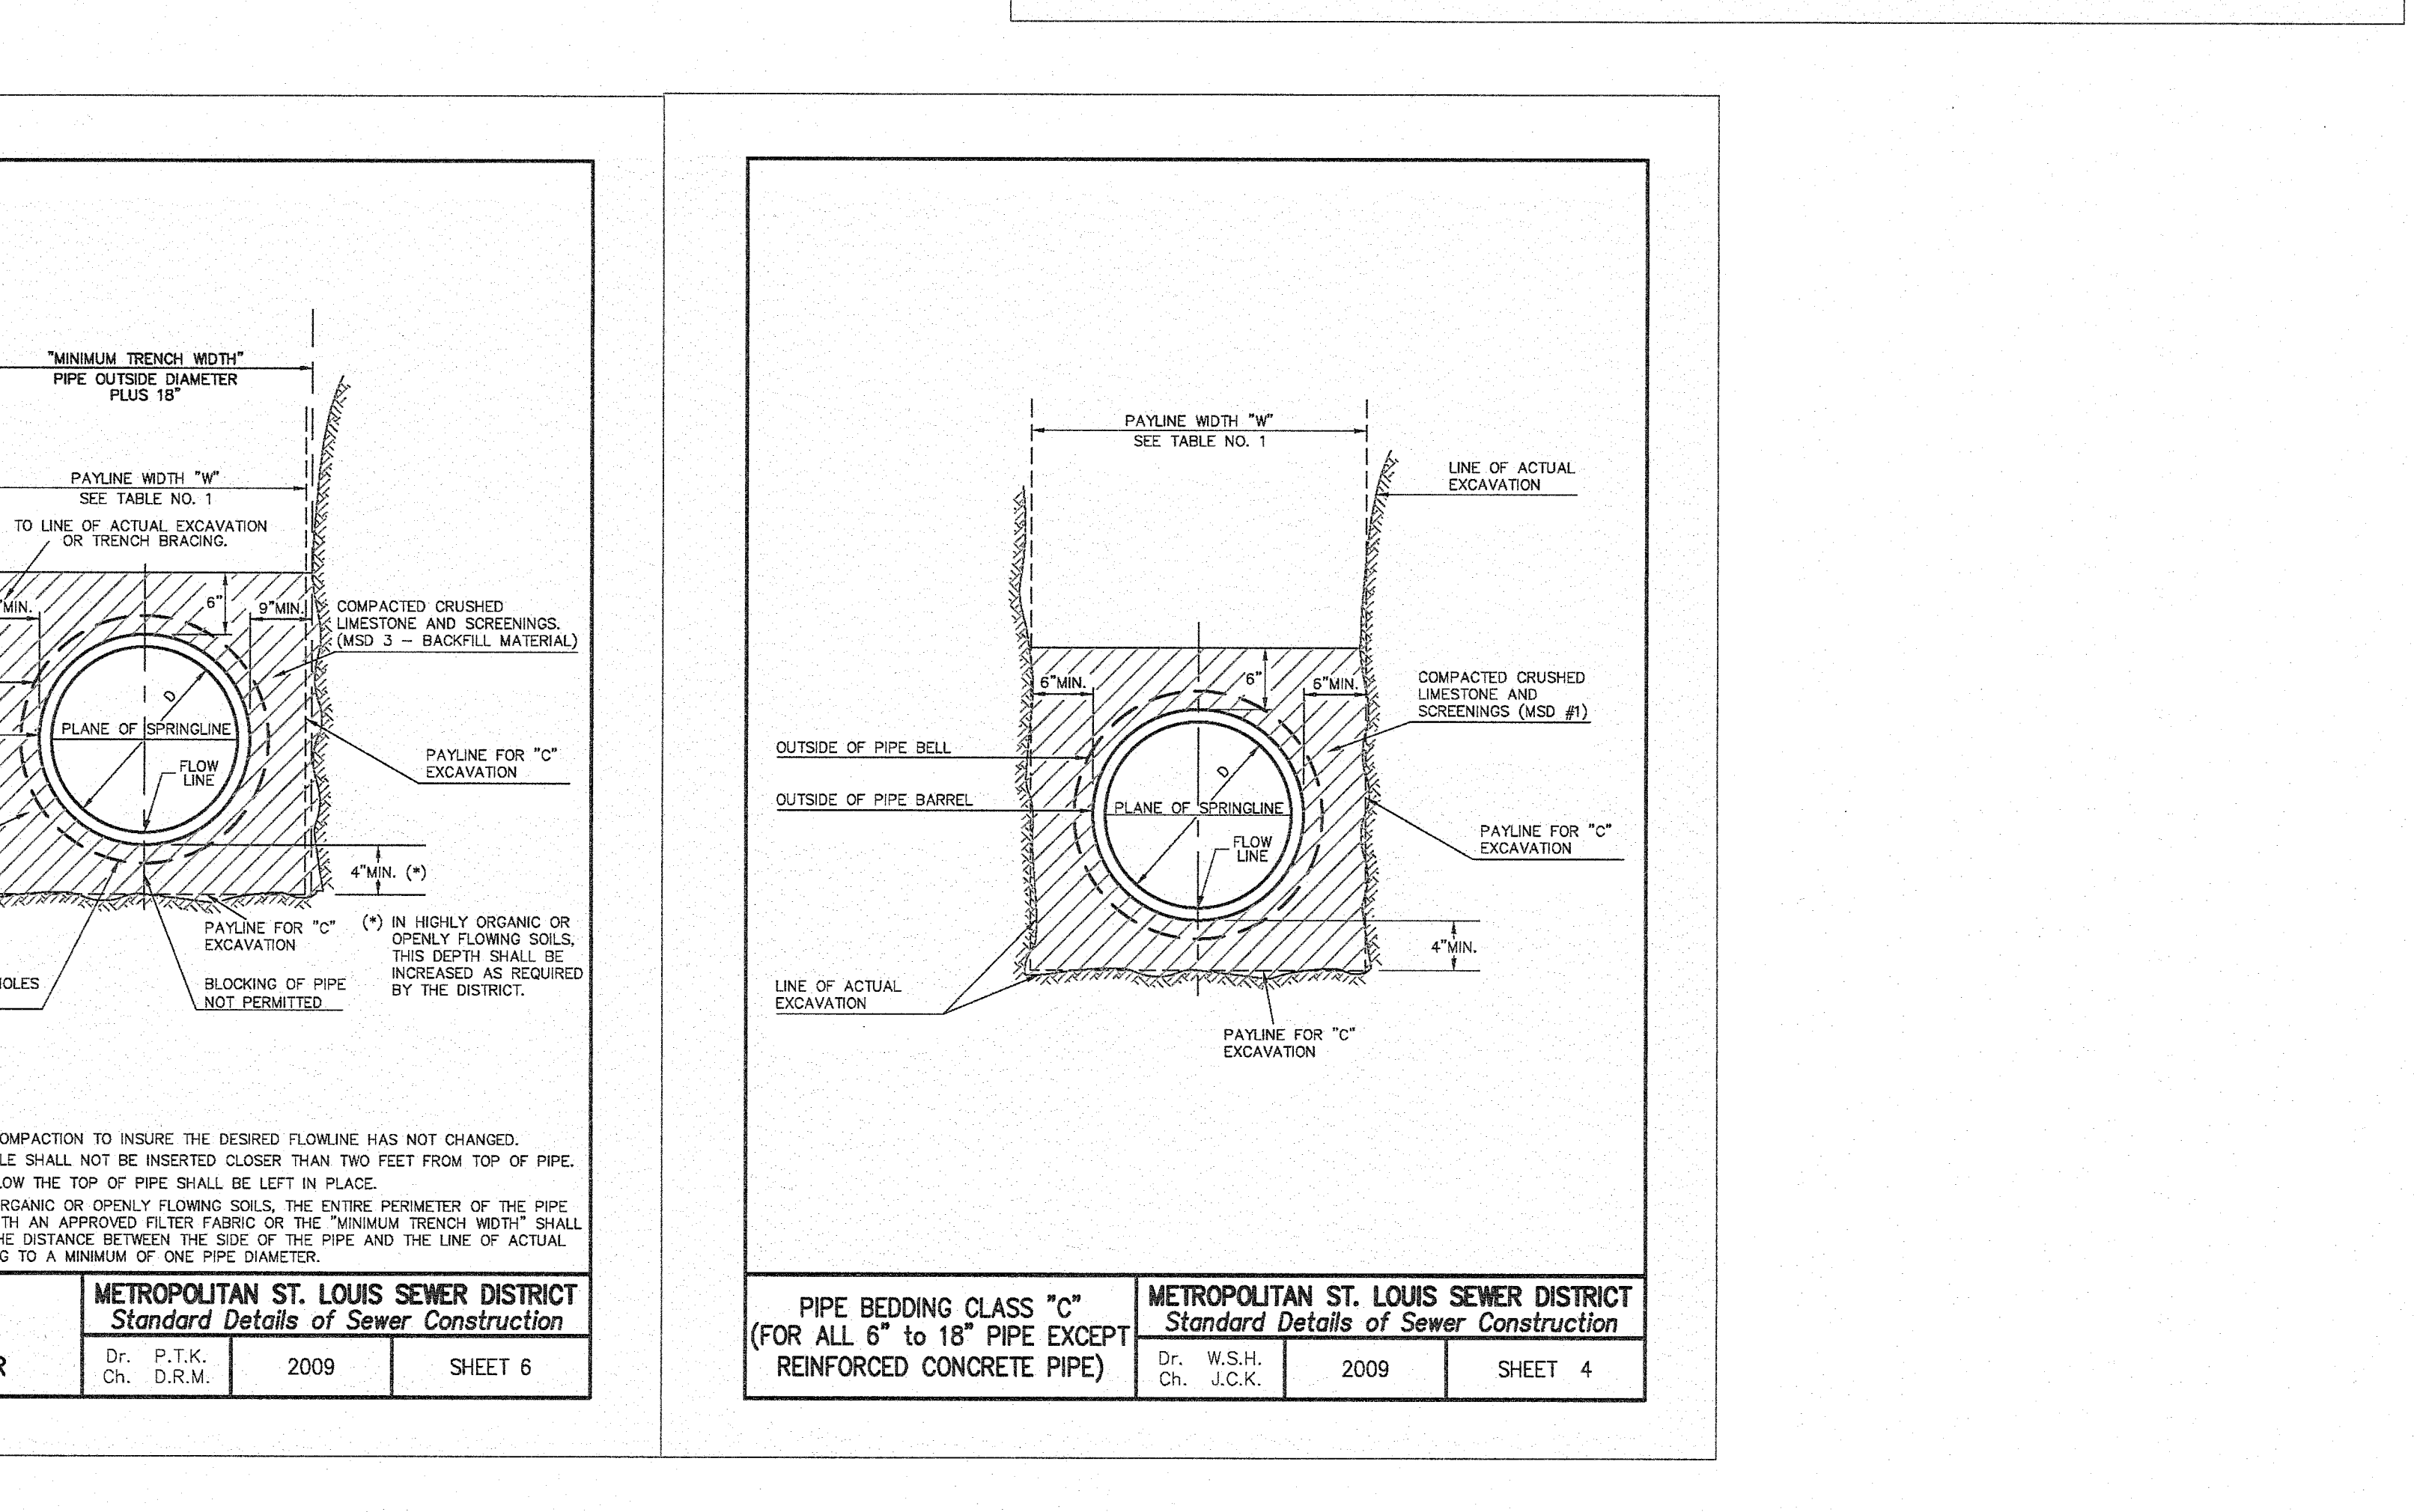 "MINIMUM TRENCH WIDTH"
PIPE OUTSIDE DIAMETER
PLUS 18"
PAYLINE WIDTH "W"
SEE TABLE NO. 1
TO LINE OF ACTUAL EXCAVATION
OR TRENCH BRACING.
"MIN.
6"
9"MIN.
COMPACTED CRUSHED
LIMESTONE AND SCREENINGS.
(MSD 3 - BACKFILL MATERIAL)
D
PLANE OF SPRINGLINE
FLOW
LINE
PAYLINE FOR "C"
EXCAVATION
4"MIN. (*)
PAYLINE FOR "C"
EXCAVATION
(*) IN HIGHLY ORGANIC OR
OPENLY FLOWING SOILS,
THIS DEPTH SHALL BE
INCREASED AS REQUIRED
BY THE DISTRICT.
OLES
BLOCKING OF PIPE
NOT PERMITTED
OMPACTION TO INSURE THE DESIRED FLOWLINE HAS NOT CHANGED.
LE SHALL NOT BE INSERTED CLOSER THAN TWO FEET FROM TOP OF PIPE.
LOW THE TOP OF PIPE SHALL BE LEFT IN PLACE.
RGANIC OR OPENLY FLOWING SOILS, THE ENTIRE PERIMETER OF THE PIPE
TH AN APPROVED FILTER FABRIC OR THE "MINIMUM TRENCH WIDTH" SHALL
HE DISTANCE BETWEEN THE SIDE OF THE PIPE AND THE LINE OF ACTUAL
G TO A MINIMUM OF ONE PIPE DIAMETER.
R
METROPOLITAN ST. LOUIS SEWER DISTRICT
Standard Details of Sewer Construction
Dr. P.T.K.
Ch. D.R.M.
2009
SHEET 6
PAYLINE WIDTH "W"
SEE TABLE NO. 1
LINE OF ACTUAL
EXCAVATION
6"MIN.
6"
6"MIN.
COMPACTED CRUSHED
LIMESTONE AND
SCREENINGS (MSD #1)
OUTSIDE OF PIPE BELL
OUTSIDE OF PIPE BARREL
D
PLANE OF SPRINGLINE
FLOW
LINE
PAYLINE FOR "C"
EXCAVATION
4"MIN.
LINE OF ACTUAL
EXCAVATION
PAYLINE FOR "C"
EXCAVATION
PIPE BEDDING CLASS "C"
(FOR ALL 6" to 18" PIPE EXCEPT
REINFORCED CONCRETE PIPE)
METROPOLITAN ST. LOUIS SEWER DISTRICT
Standard Details of Sewer Construction
Dr. W.S.H.
Ch. J.C.K.
2009
SHEET 4